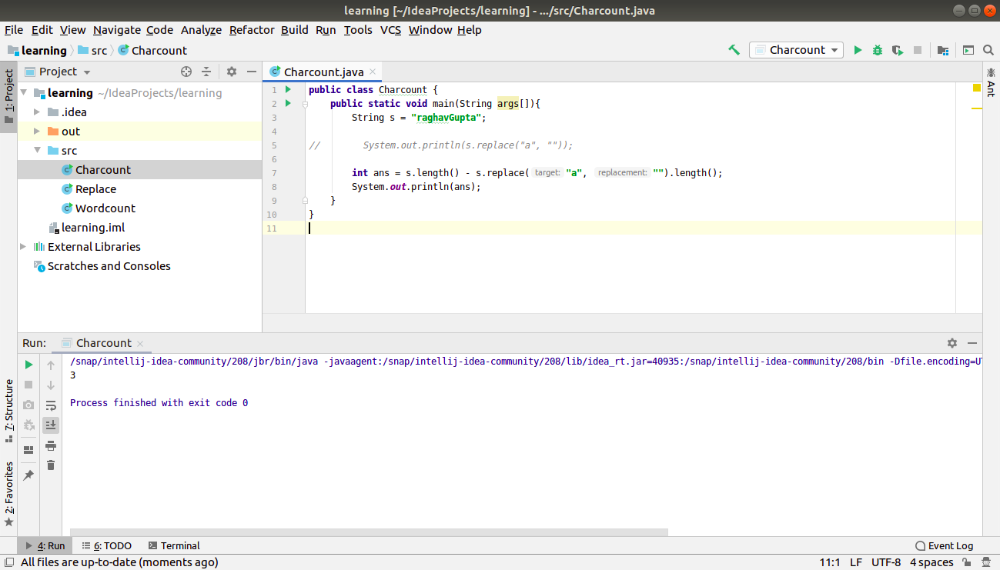 learning [~/IdeaProjects/learning] - .../src/Charcount.java
File Edit View Navigate Code Analyze Refactor Build Run Tools VCS Window Help
learning src Charcount
Charcount
1: Project
Project
learning ~/IdeaProjects/learning
.idea
out
src
Charcount
Replace
Wordcount
learning.iml
External Libraries
Scratches and Consoles
Charcount.java
1 public class Charcount {
2 public static void main(String args[]){
3 String s = "raghavGupta";
4
5 // System.out.println(s.replace("a", ""));
6
7 int ans = s.length() - s.replace( target: "a", replacement: "").length();
8 System.out.println(ans);
9 }
10 }
11
Ant
Run: Charcount
/snap/intellij-idea-community/208/jbr/bin/java -javaagent:/snap/intellij-idea-community/208/lib/idea_rt.jar=40935:/snap/intellij-idea-community/208/bin -Dfile.encoding=UT
3
Process finished with exit code 0
7: Structure
2: Favorites
4: Run 6: TODO Terminal Event Log
All files are up-to-date (moments ago) 11:1 LF UTF-8 4 spaces